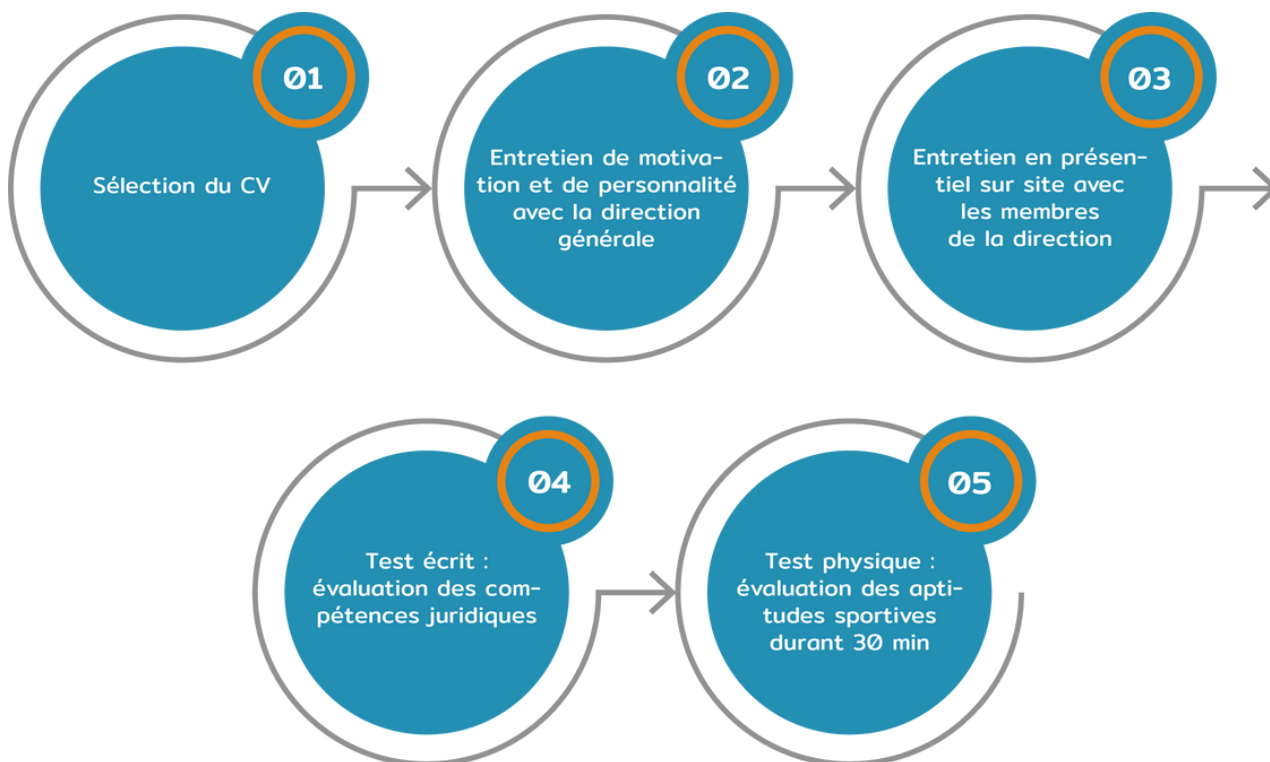 01
Sélection du CV
02
Entretien de motiva-
tion et de personnalité
avec la direction
générale
03
Entretien en présen-
tiel sur site avec
les membres
de la direction
04
Test écrit :
évaluation des com-
pétences juridiques
05
Test physique :
évaluation des apti-
tudes sportives
durant 30 min